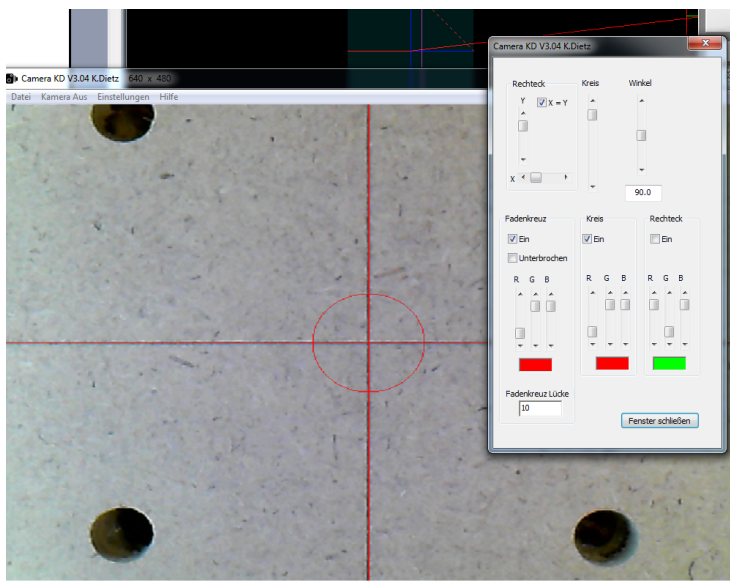 Camera KD V3.04 K.Dietz 640 x 480
Datei Kamera Aus Einstellungen Hilfe
Camera KD V3.04 K.Dietz
X
Rechteck
Kreis
Winkel
Y
X = Y
X
90.0
Fadenkreuz
Kreis
Rechteck
Ein
Ein
Ein
Unterbrochen
R G B
R G B
R G B
Fadenkreuz Lücke
10
Fenster schließen